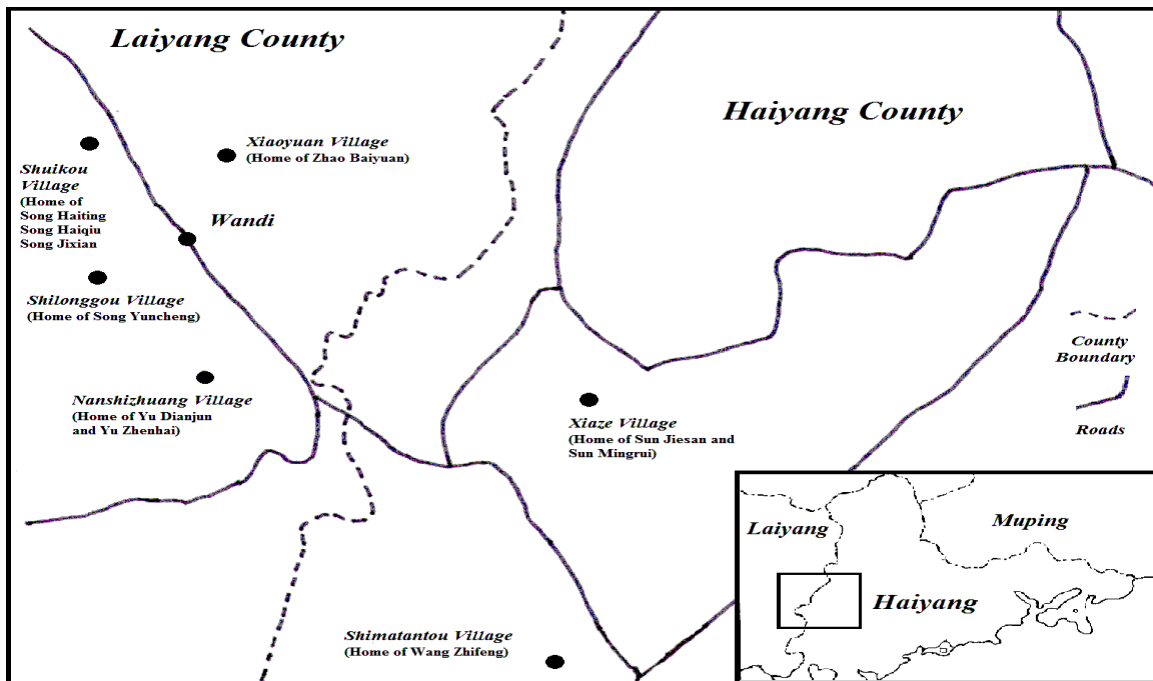 Laiyang County
Haiyang County
Xiaoyuan Village
(Home of Zhao Baiyuan)
Shuikou
Village
(Home of
Song Haiting
Song Haiqiu
Song Jixian
Wandi
Shilonggou Village
(Home of Song Yuncheng)
Nanshizhuang Village
(Home of Yu Dianjun
and Yu Zhenhai)
Xiaze Village
(Home of Sun Jiesan and
Sun Mingrui)
County
Boundary
Roads
Shimatantou Village
(Home of Wang Zhifeng)
Laiyang
Muping
Haiyang